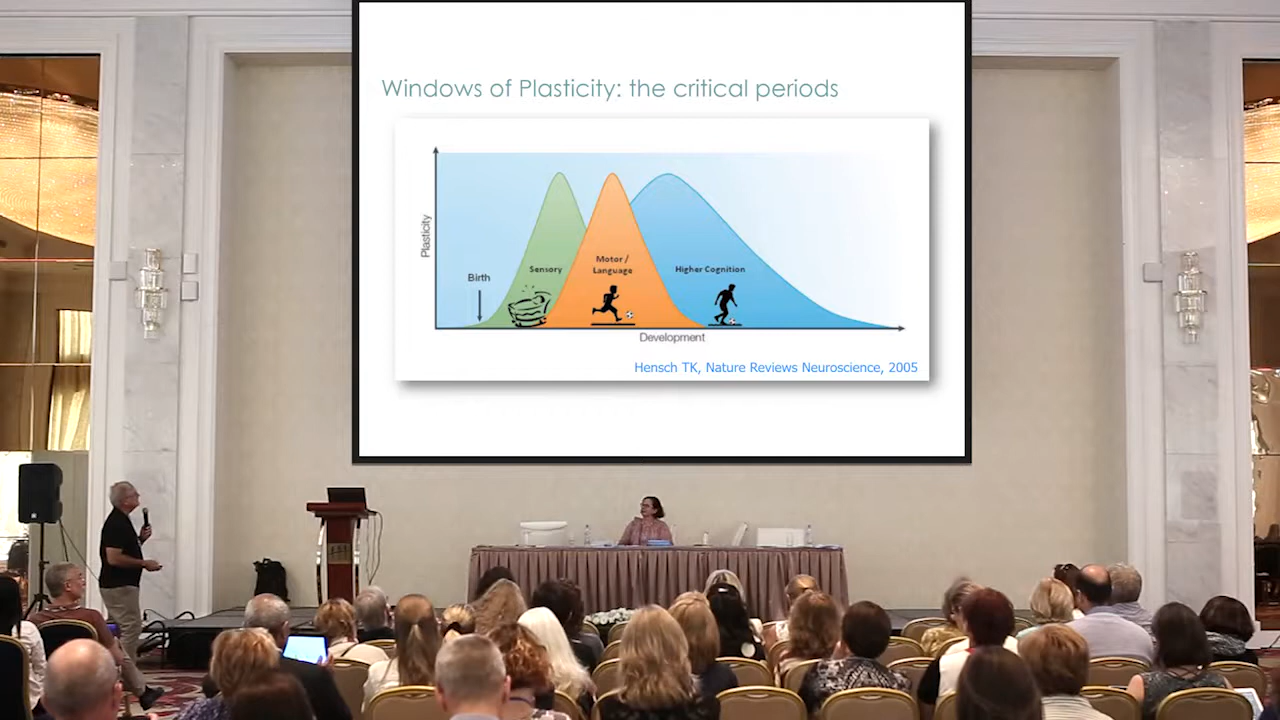 Windows of Plasticity: the critical periods
Plasticity
Birth
Sensory
Motor /
Language
Higher Cognition
Development
Hensch TK, Nature Reviews Neuroscience, 2005